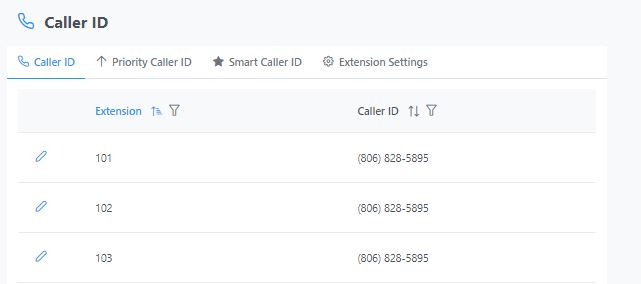 Caller ID
Caller ID Priority Caller ID Smart Caller ID Extension Settings
Extension Caller ID
101 (806) 828-5895
102 (806) 828-5895
103 (806) 828-5895